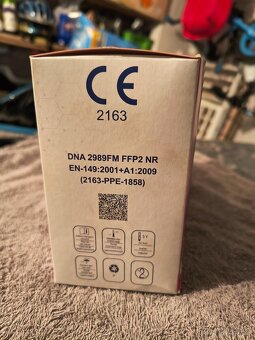 CE
2163
DNA 2989FM FFP2 NR
EN-149:2001+A1:2009
(2163-PPE-1858)